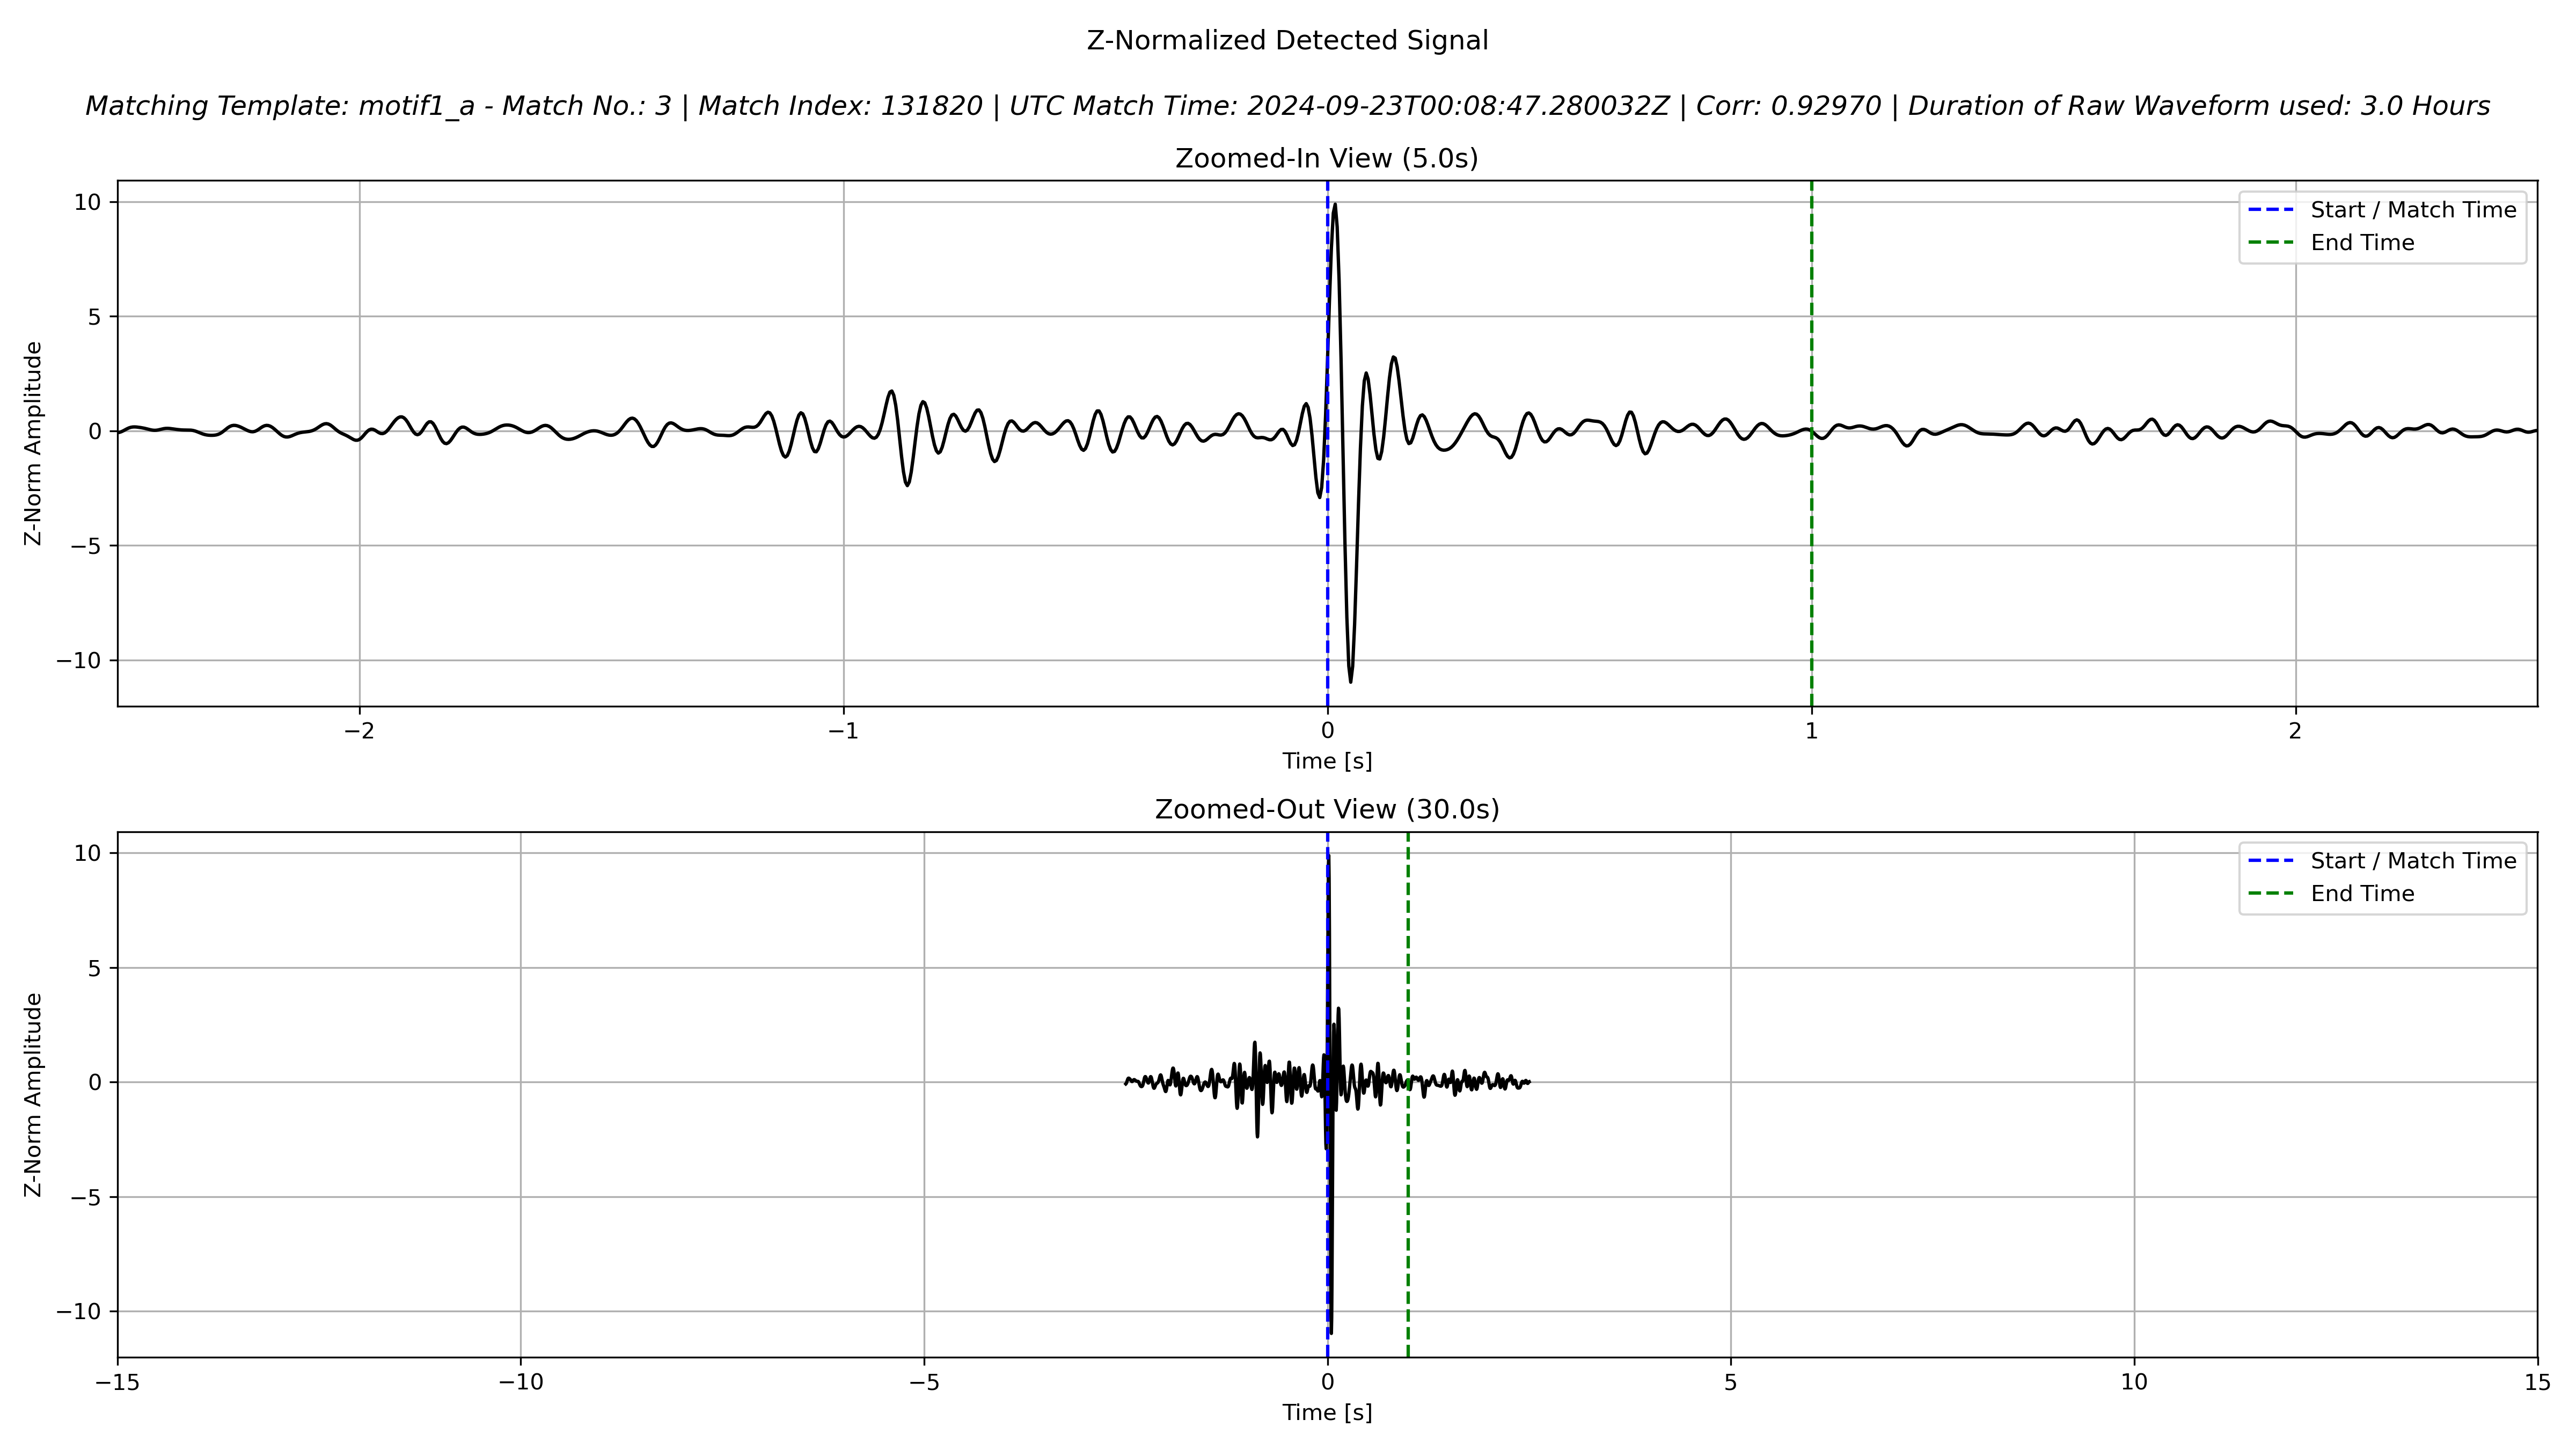 Z-Normalized Detected Signal
Matching Template: motif1_a - Match No.: 3 | Match Index: 131820 | UTC Match Time: 2024-09-23T00:08:47.280032Z | Corr: 0.92970 | Duration of Raw Waveform used: 3.0 Hours
Zoomed-In View (5.0s)
Z-Norm Amplitude
10
5
0
−5
−10
Start / Match Time
End Time
−2
−1
0
1
2
Time [s]
Zoomed-Out View (30.0s)
Z-Norm Amplitude
10
5
0
−5
−10
Start / Match Time
End Time
−15
−10
−5
0
5
10
15
Time [s]